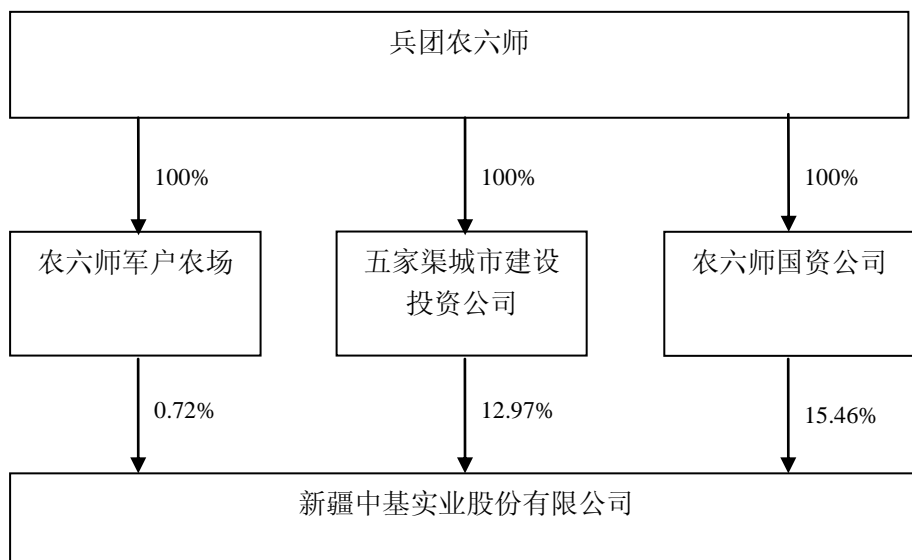 兵团农六师
100%
100%
100%
农六师军户农场
五家渠城市建设
投资公司
农六师国资公司
0.72%
12.97%
15.46%
新疆中基实业股份有限公司